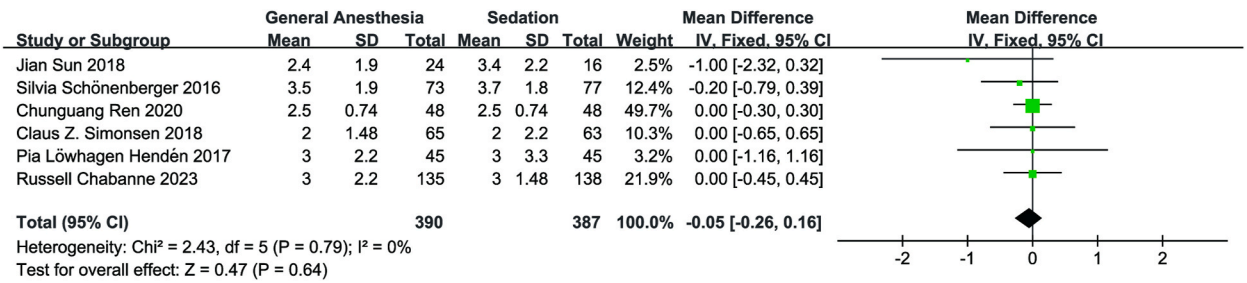 General Anesthesia Sedation Mean Difference Mean Difference
Study or Subgroup Mean SD Total Mean SD Total Weight IV, Fixed, 95% CI IV, Fixed, 95% CI
Jian Sun 2018 2.4 1.9 24 3.4 2.2 16 2.5% -1.00 [-2.32, 0.32]
Silvia Schönenberger 2016 3.5 1.9 73 3.7 1.8 77 12.4% -0.20 [-0.79, 0.39]
Chunguang Ren 2020 2.5 0.74 48 2.5 0.74 48 49.7% 0.00 [-0.30, 0.30]
Claus Z. Simonsen 2018 2 1.48 65 2 2.2 63 10.3% 0.00 [-0.65, 0.65]
Pia Löwhagen Hendén 2017 3 2.2 45 3 3.3 45 3.2% 0.00 [-1.16, 1.16]
Russell Chabanne 2023 3 2.2 135 3 1.48 138 21.9% 0.00 [-0.45, 0.45]
Total (95% CI) 390 387 100.0% -0.05 [-0.26, 0.16]
Heterogeneity: Chi² = 2.43, df = 5 (P = 0.79); I² = 0%
Test for overall effect: Z = 0.47 (P = 0.64)
-2 -1 0 1 2